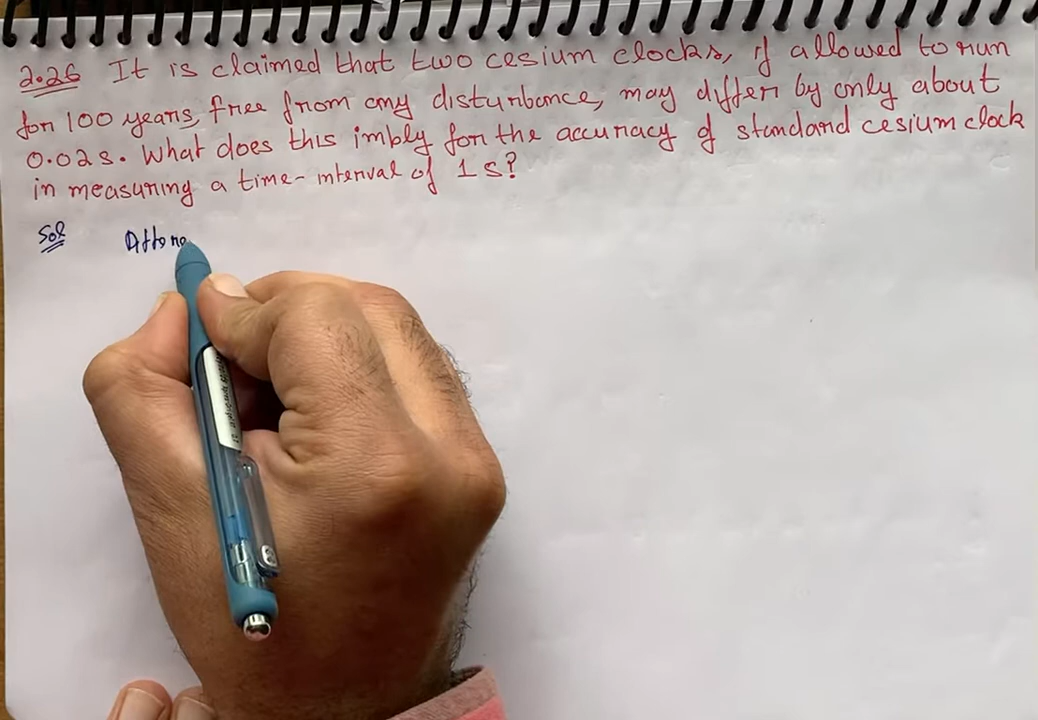 2.26 It is claimed that two cesium clocks, if allowed to run
for 100 years, free from any disturbance, may differ by only about
0.02 s. What does this imbly for the accuracy of standard cesium clock
in measuring a time-interval of 1 s?
Sol